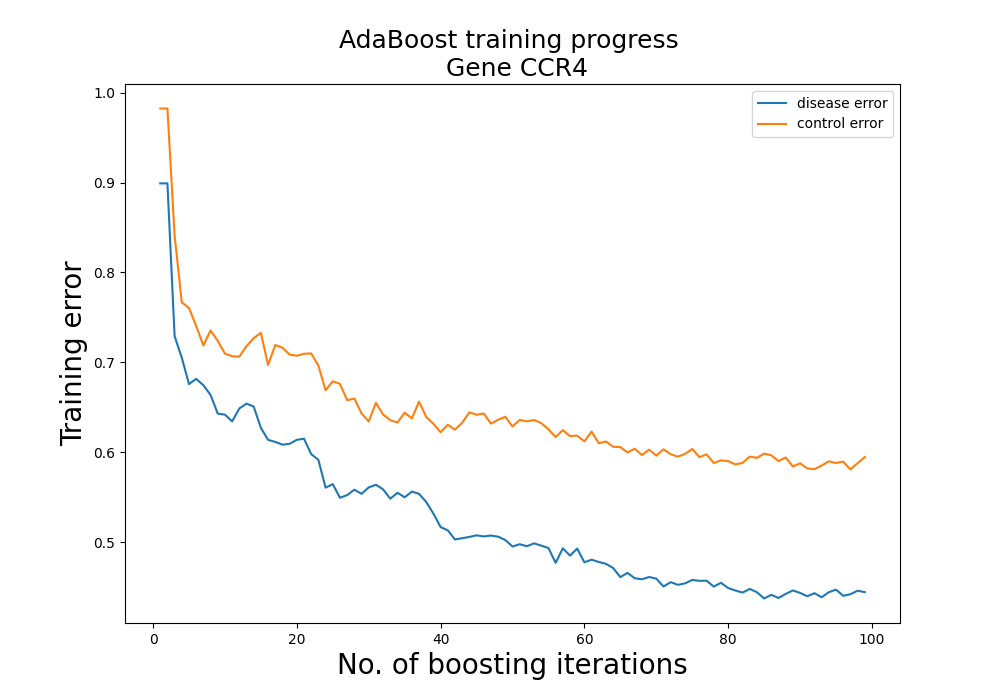 AdaBoost training progress
Gene CCR4
disease error
control error
1.0
0.9
0.8
0.7
0.6
0.5
Training error
0 20 40 60 80 100
No. of boosting iterations